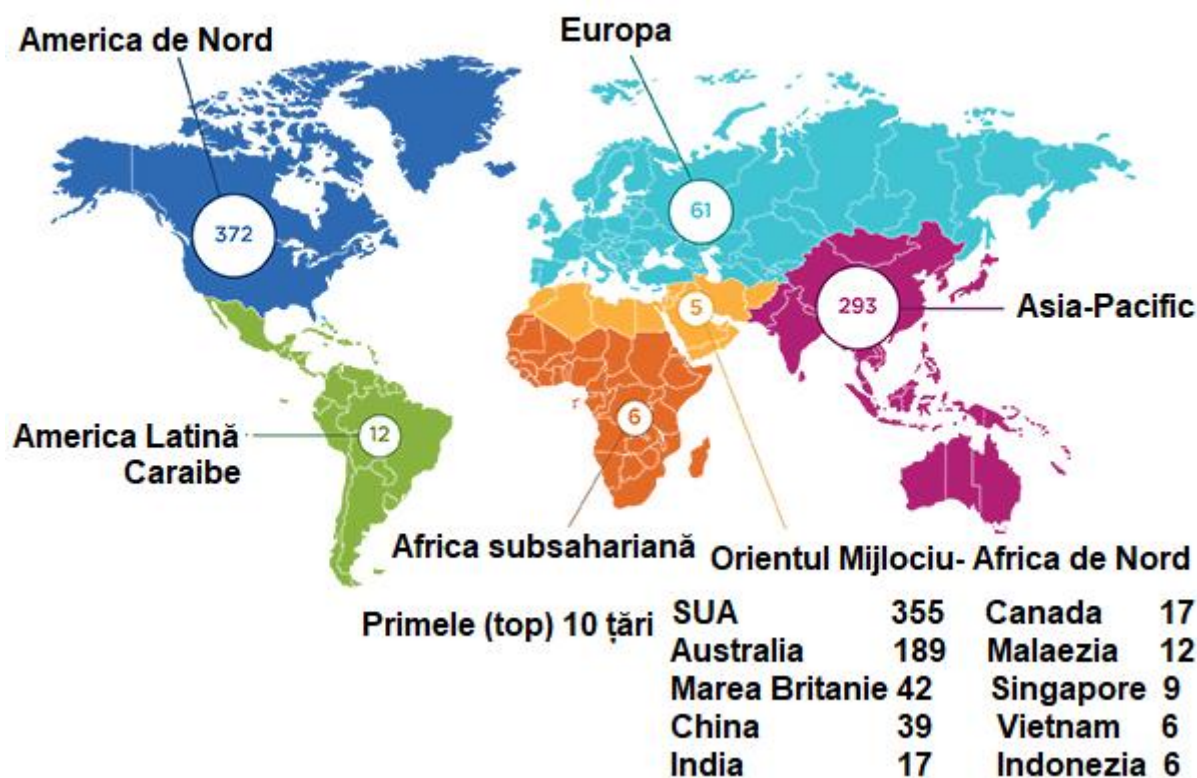 America de Nord
Europa
372
61
293
Asia-Pacific
5
6
12
America Latină
Caraibe
Africa subsahariană
Orientul Mijlociu- Africa de Nord
Primele (top) 10 țări
SUA 355 Canada 17
Australia 189 Malaezia 12
Marea Britanie 42 Singapore 9
China 39 Vietnam 6
India 17 Indonezia 6